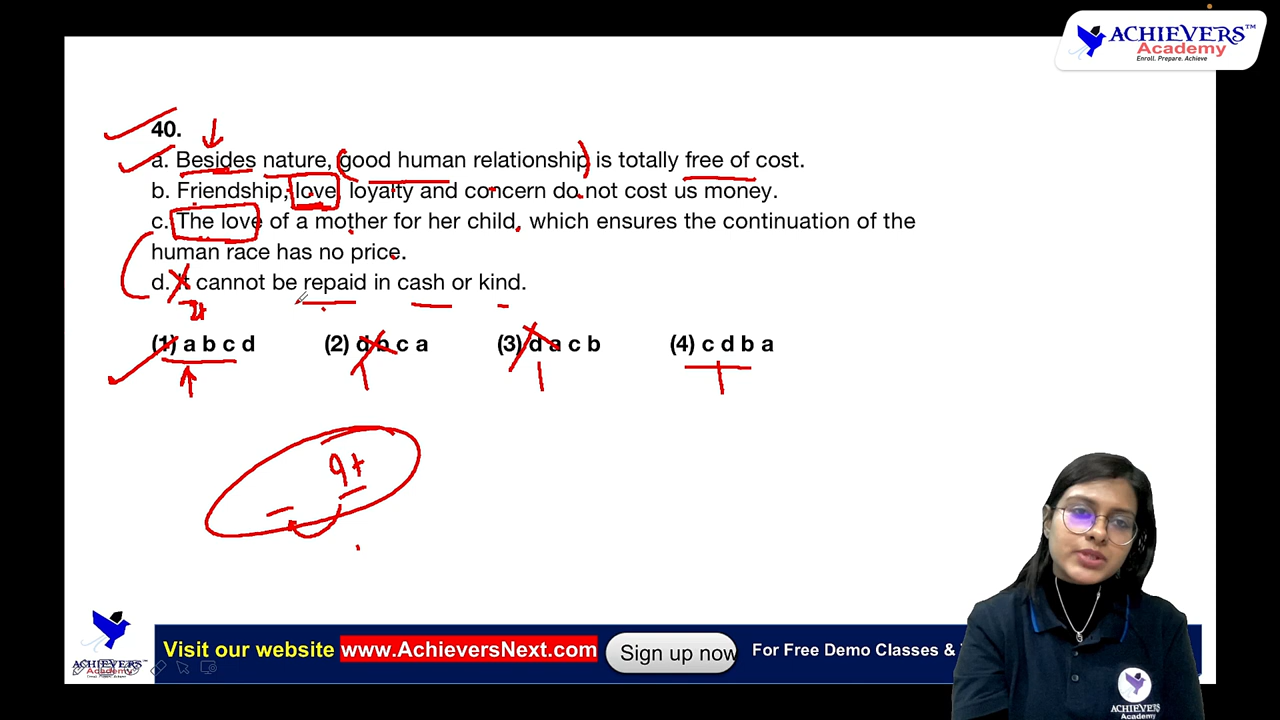 ACHIEVERS™
Academy
Enroll. Prepare. Achieve
40.
a. Besides nature, good human relationship is totally free of cost.
b. Friendship, love, loyalty and concern do not cost us money.
c. The love of a mother for her child, which ensures the continuation of the
human race has no price.
d. It cannot be repaid in cash or kind.
(1) a b c d (2) d b c a (3) d a c b (4) c d b a
ACHIEVERS
Academy
Visit our website www.AchieversNext.com Sign up now For Free Demo Classes &
ACHIEVERS